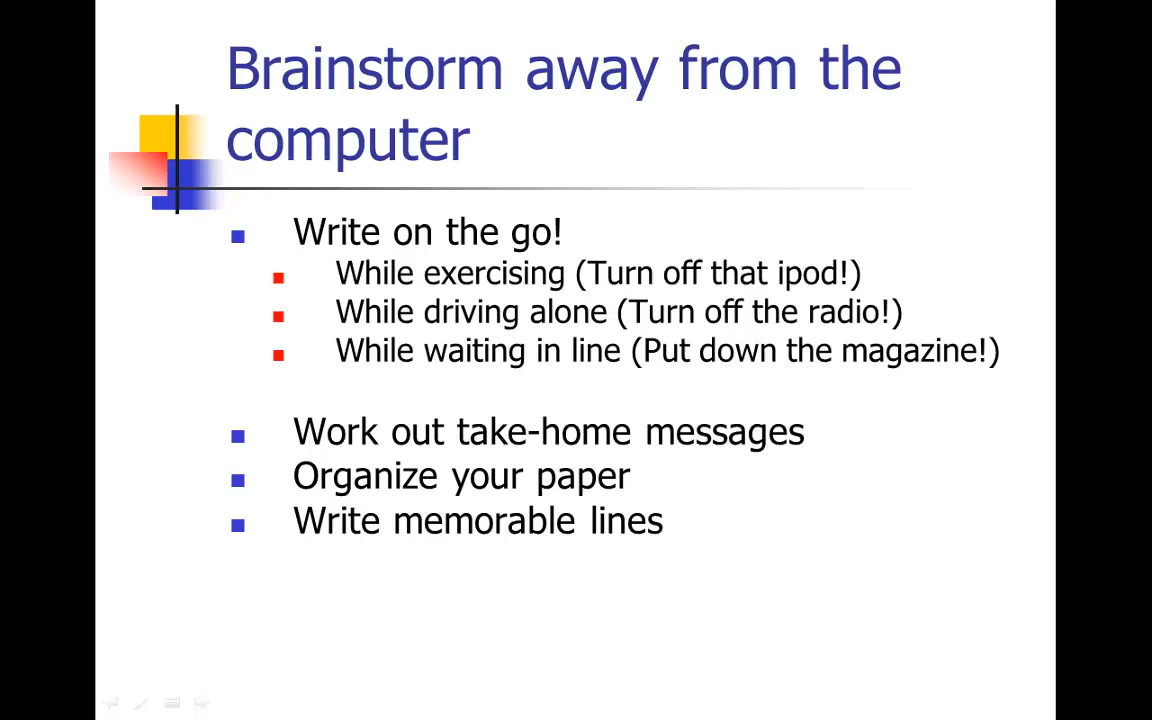 Brainstorm away from the
computer
Write on the go!
While exercising (Turn off that ipod!)
While driving alone (Turn off the radio!)
While waiting in line (Put down the magazine!)
Work out take-home messages
Organize your paper
Write memorable lines